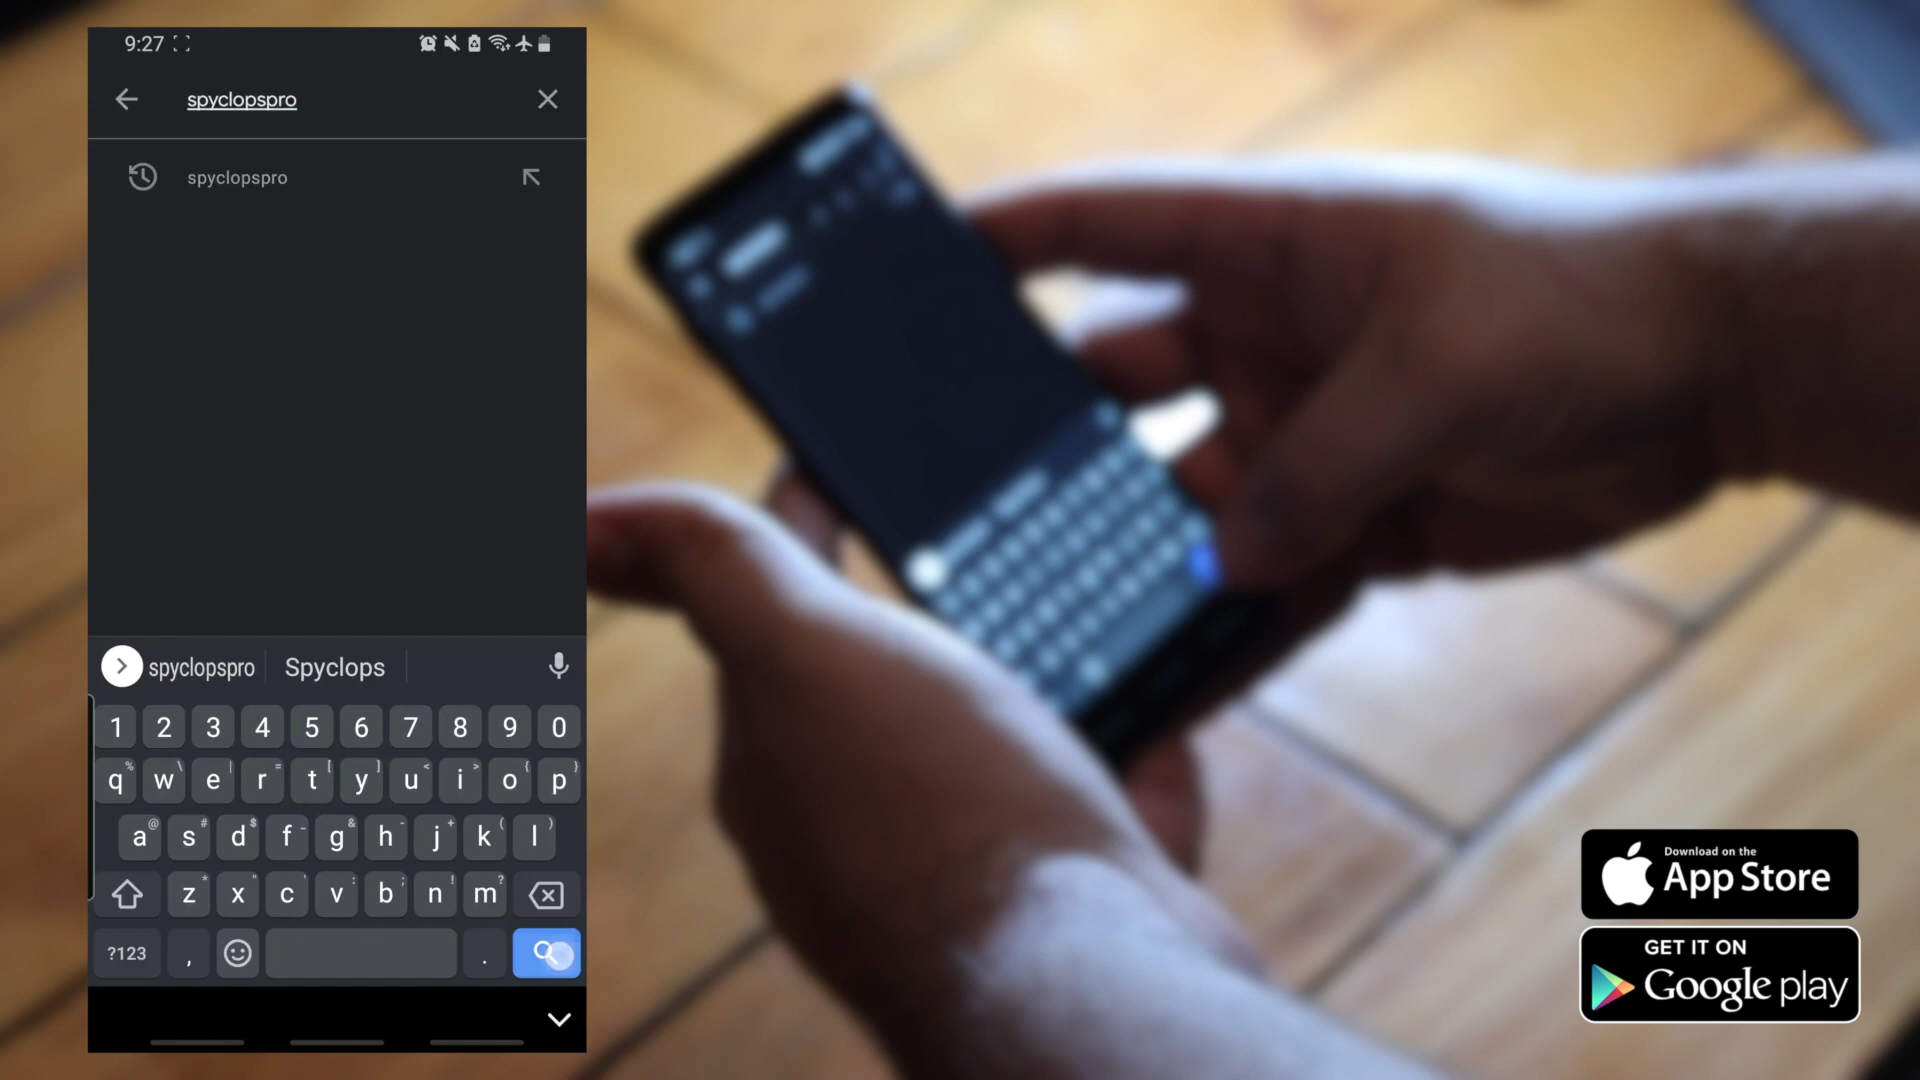 9:27
spyclopspro
spyclopspro
spyclopspro Spyclops
1 2 3 4 5 6 7 8 9 0
q % w \ e | r = t [ y ] u < i > o { p }
a @ s # d $ f _ g & h - j + k ( l )
z * x " c ' v : b ; n ! m ?
?123 , .
Download on the
App Store
GET IT ON
Google play